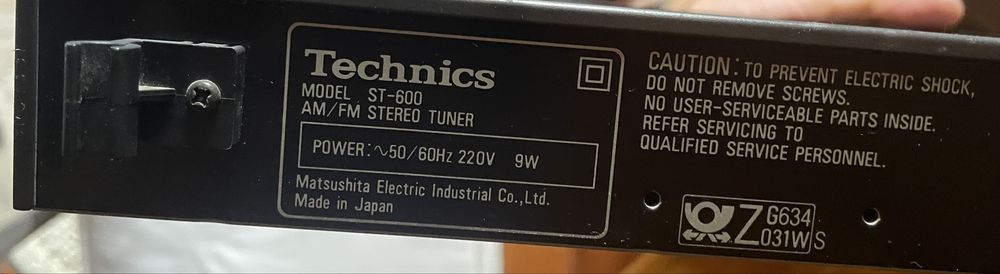 Technics
MODEL ST-600
AM/FM STEREO TUNER
POWER: ~50/60Hz 220V 9W
Matsushita Electric Industrial Co.,Ltd.
Made in Japan
CAUTION: TO PREVENT ELECTRIC SHOCK,
DO NOT REMOVE SCREWS.
NO USER-SERVICEABLE PARTS INSIDE.
REFER SERVICING TO
QUALIFIED SERVICE PERSONNEL.
Z G634
031W S